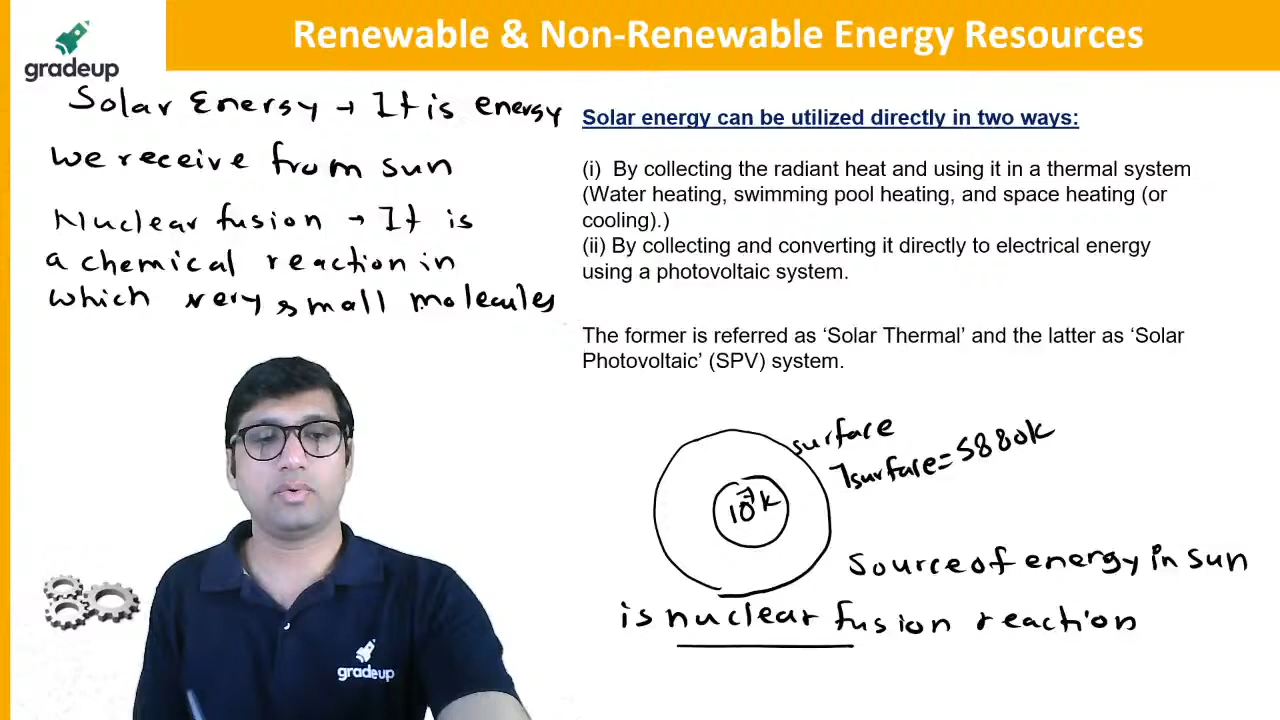 Renewable & Non-Renewable Energy Resources
gradeup
Solar Energy → It is energy
we receive from sun
Nuclear fusion → It is
a chemical reaction in
which very small molecules
Solar energy can be utilized directly in two ways:
(i) By collecting the radiant heat and using it in a thermal system
(Water heating, swimming pool heating, and space heating (or
cooling).)
(ii) By collecting and converting it directly to electrical energy
using a photovoltaic system.
The former is referred as ‘Solar Thermal’ and the latter as ‘Solar
Photovoltaic’ (SPV) system.
surface
Tsurface=5880K
10⁷K
Source of energy in sun
is nuclear fusion reaction
gradeup